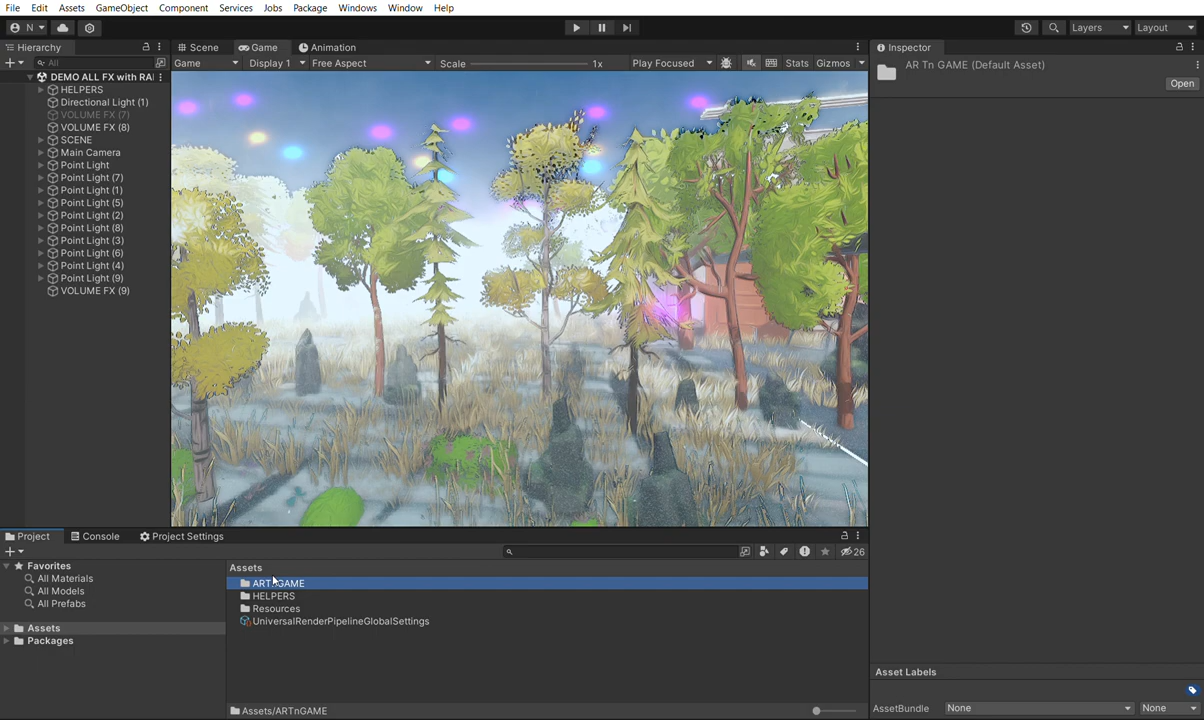 File Edit Assets GameObject Component Services Jobs Package Windows Window Help
N Layers Layout
Hierarchy
All
DEMO ALL FX with RAI
HELPERS
Directional Light (1)
VOLUME FX (7)
VOLUME FX (8)
SCENE
Main Camera
Point Light
Point Light (7)
Point Light (1)
Point Light (5)
Point Light (2)
Point Light (8)
Point Light (3)
Point Light (6)
Point Light (4)
Point Light (9)
VOLUME FX (9)
Scene Game Animation
Game Display 1 Free Aspect Scale 1x Play Focused Stats Gizmos
Inspector
AR Tn GAME (Default Asset)
Open
Project Console Project Settings
26
Favorites
All Materials
All Models
All Prefabs
Assets
Packages
Assets
ARTnGAME
HELPERS
Resources
UniversalRenderPipelineGlobalSettings
Assets/ARTnGAME
Asset Labels
AssetBundle None None